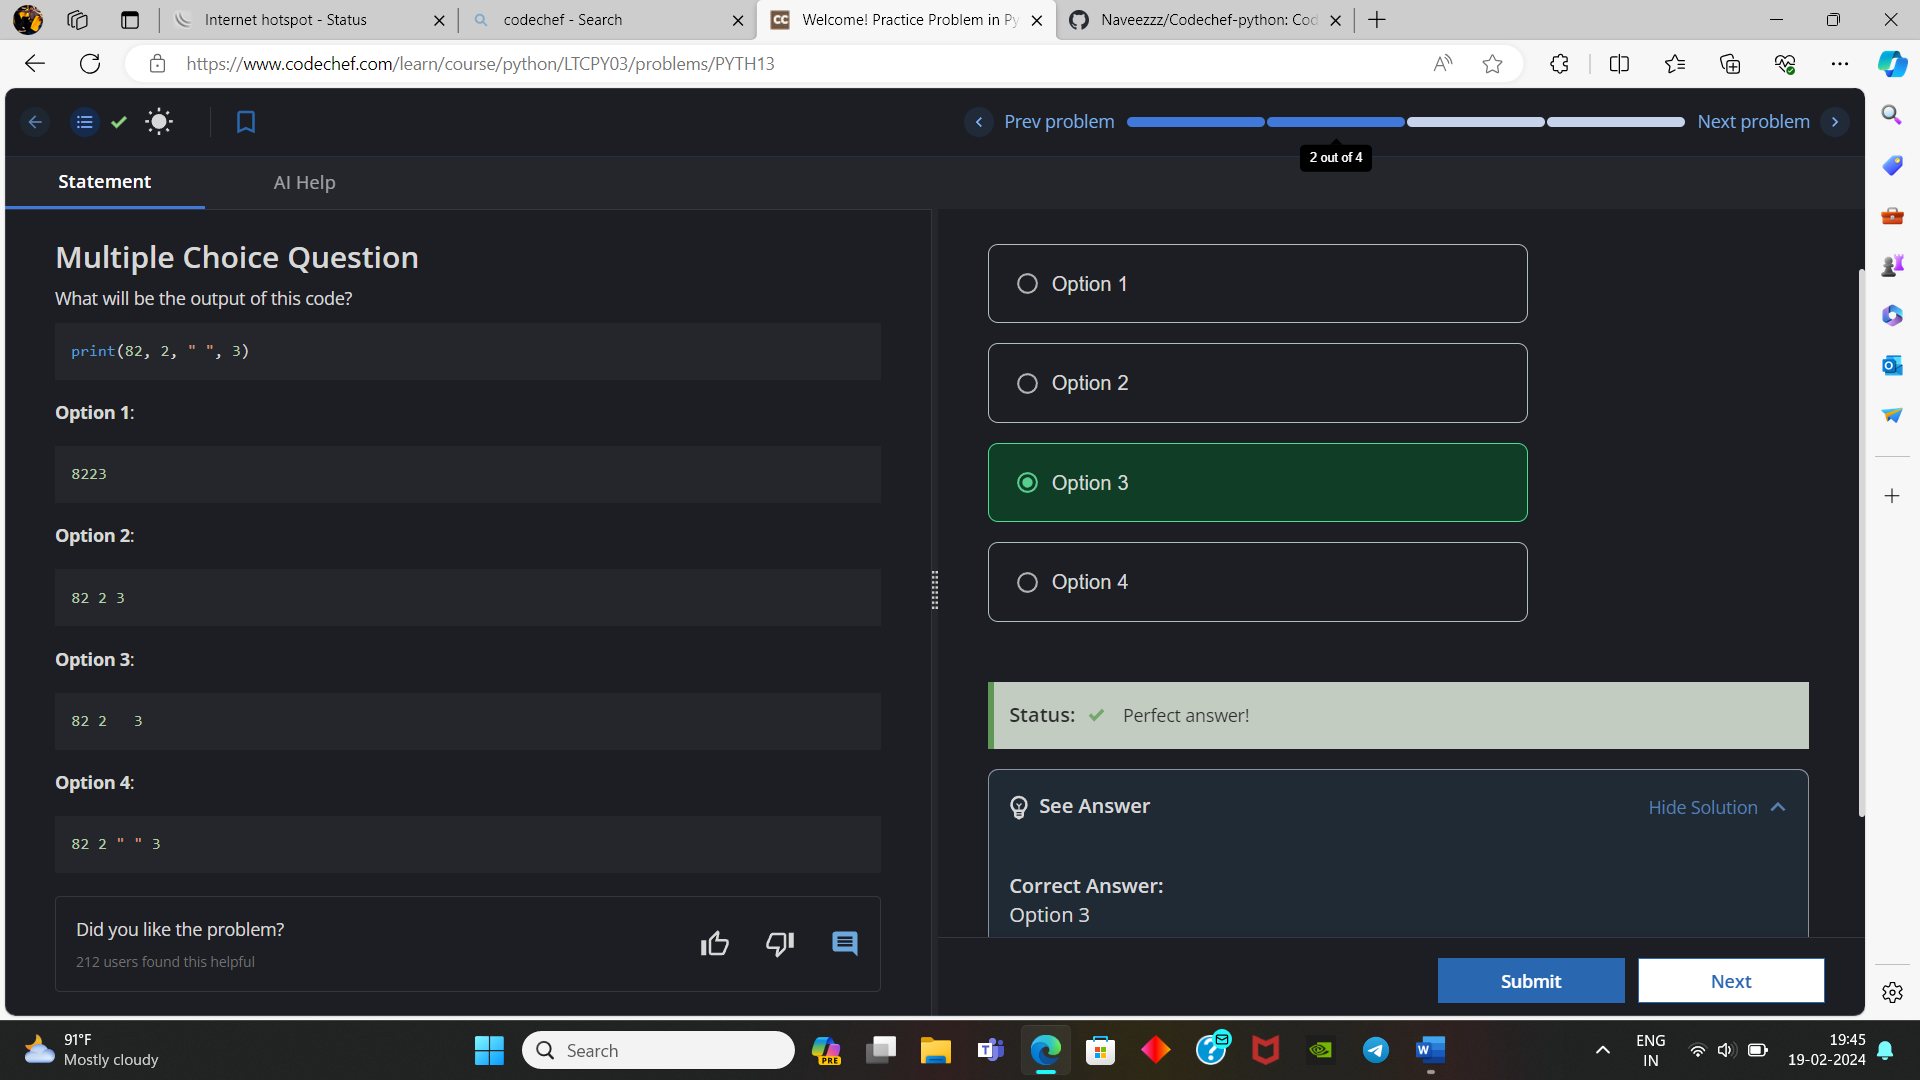 Internet hotspot - Status
codechef - Search
Welcome! Practice Problem in Py
Naveezzz/Codechef-python: Cod
https://www.codechef.com/learn/course/python/LTCPY03/problems/PYTH13
Prev problem
Next problem
2 out of 4
Statement
AI Help
Multiple Choice Question
What will be the output of this code?
print(82, 2, " ", 3)
Option 1:
8223
Option 2:
82 2 3
Option 3:
82 2   3
Option 4:
82 2 " " 3
Did you like the problem?
212 users found this helpful
Option 1
Option 2
Option 3
Option 4
Status: Perfect answer!
See Answer
Hide Solution
Correct Answer:
Option 3
Submit
Next
91°F
Mostly cloudy
Search
PRE
ENG
IN
19:45
19-02-2024